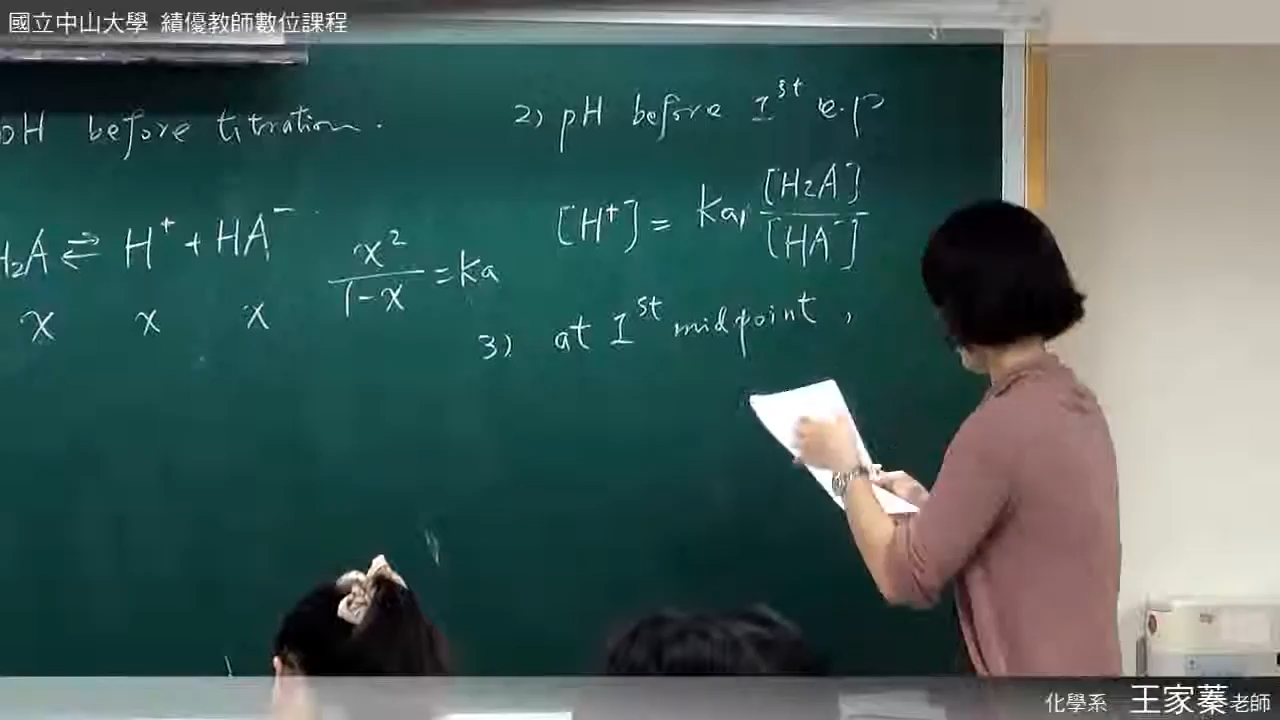 國立中山大學 績優教師數位課程
pH before titration.
H₂A ⇌ H⁺ + HA⁻
x x x
x²
1-x
=Ka
2) pH before 1st e.p
[H⁺] = Ka₁ [H₂A]
[HA⁻]
3) at 1st midpoint,
化學系 王家蓁老師